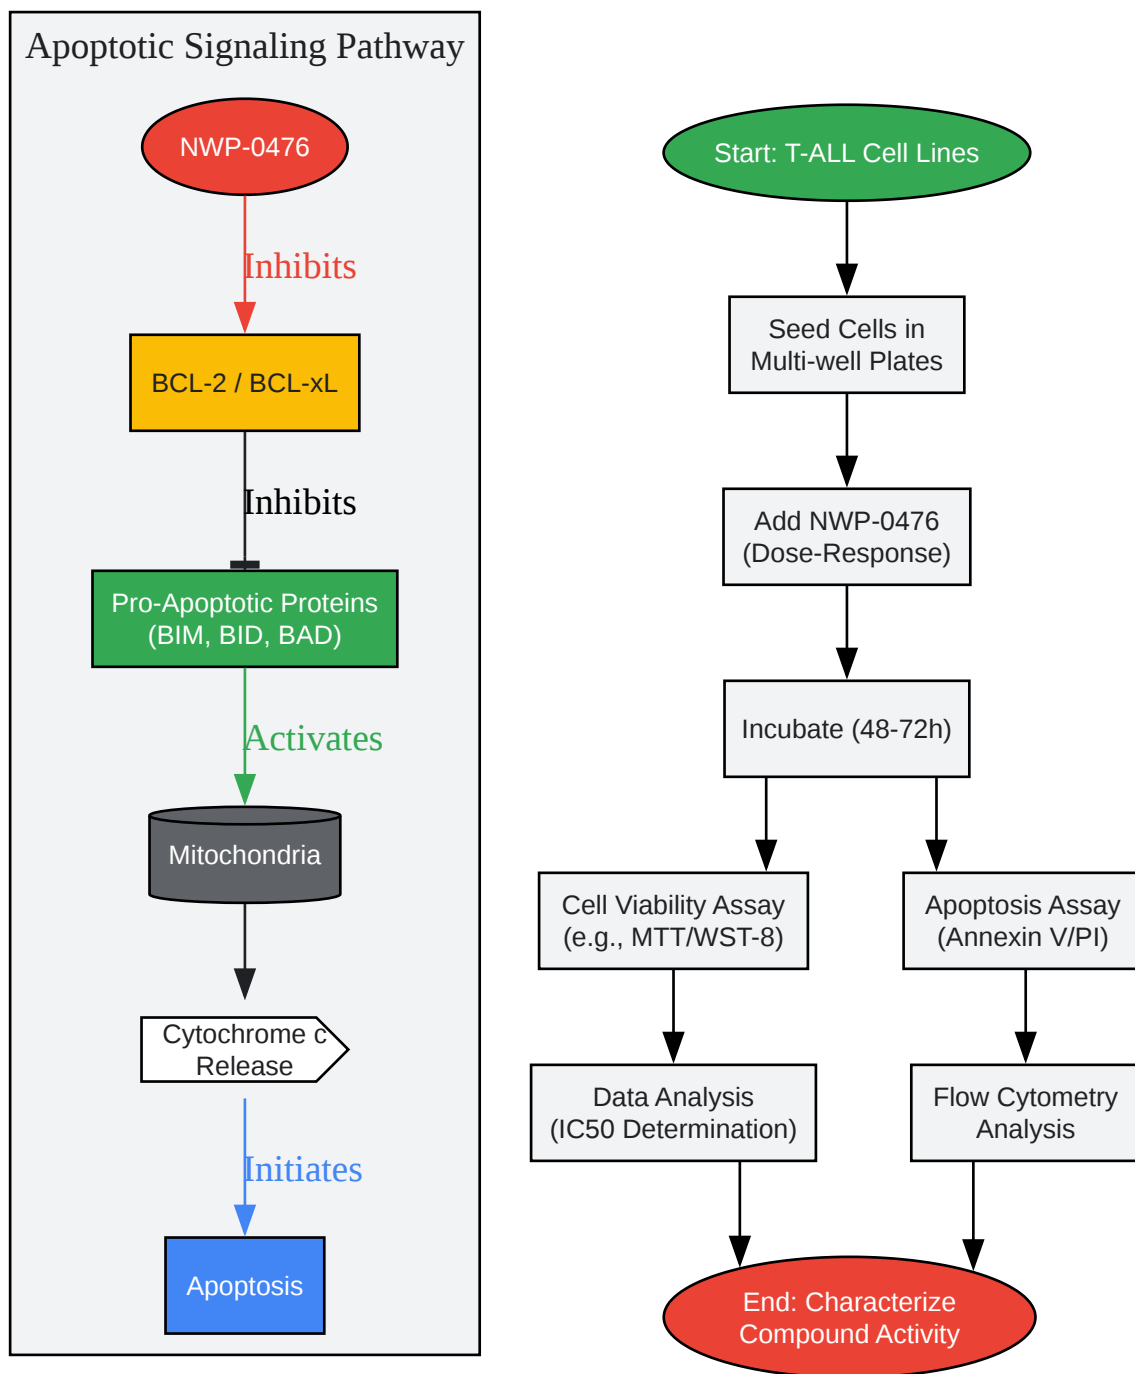 Apoptotic Signaling Pathway
NWP-0476
Inhibits
BCL-2 / BCL-xL
Inhibits
Pro-Apoptotic Proteins
(BIM, BID, BAD)
Activates
Mitochondria
Cytochrome c
Release
Initiates
Apoptosis
Start: T-ALL Cell Lines
Seed Cells in
Multi-well Plates
Add NWP-0476
(Dose-Response)
Incubate (48-72h)
Cell Viability Assay
(e.g., MTT/WST-8)
Apoptosis Assay
(Annexin V/PI)
Data Analysis
(IC50 Determination)
Flow Cytometry
Analysis
End: Characterize
Compound Activity